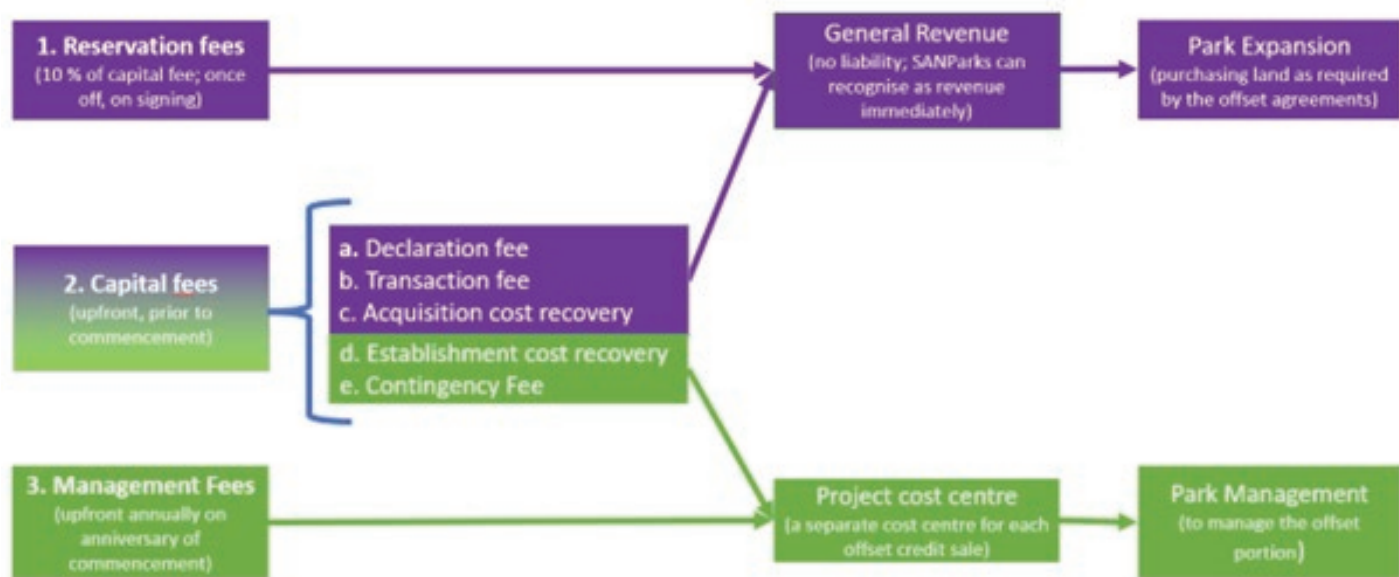 1. Reservation fees
(10 % of capital fee; once
off, on signing)
General Revenue
(no liability; SANParks can
recognise as revenue
immediately)
Park Expansion
(purchasing land as required
by the offset agreements)
2. Capital fees
(upfront, prior to
commencement)
a. Declaration fee
b. Transaction fee
c. Acquisition cost recovery
d. Establishment cost recovery
e. Contingency Fee
3. Management Fees
(upfront annually on
anniversary of
commencement)
Project cost centre
(a separate cost centre for each
offset credit sale)
Park Management
(to manage the offset
portion)